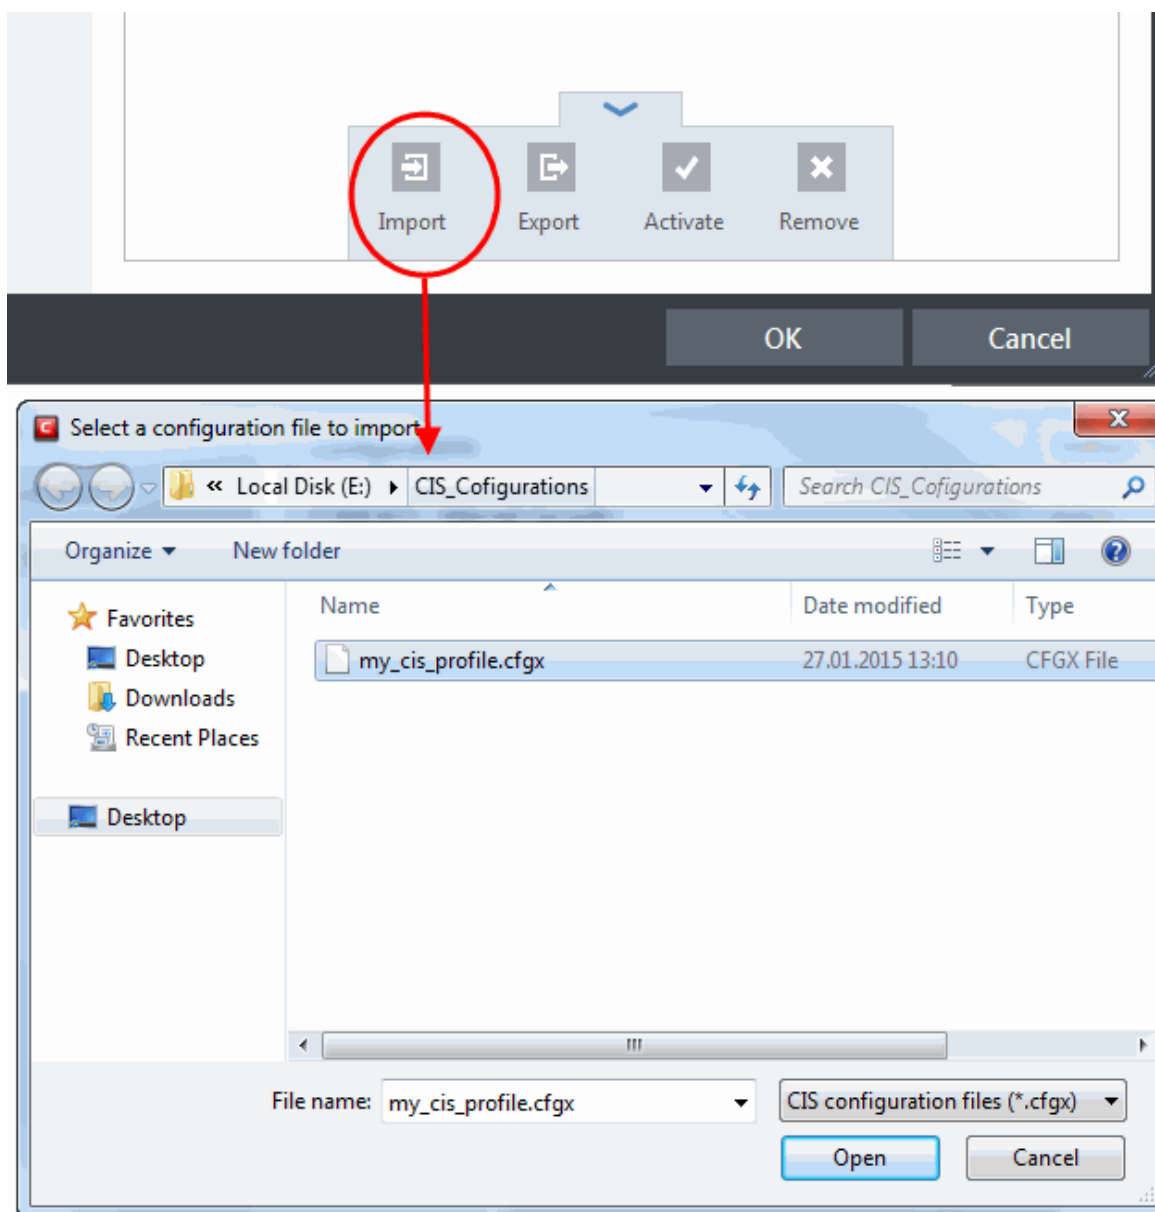 Import Export Activate Remove
OK Cancel
Select a configuration file to import
« Local Disk (E:) CIS_Cofigurations Search CIS_Cofigurations
Organize New folder
Name Date modified Type
Favorites
my_cis_profile.cfgx 27.01.2015 13:10 CFGX File
Desktop
Downloads
Recent Places
Desktop
File name: my_cis_profile.cfgx CIS configuration files (*.cfgx)
Open Cancel